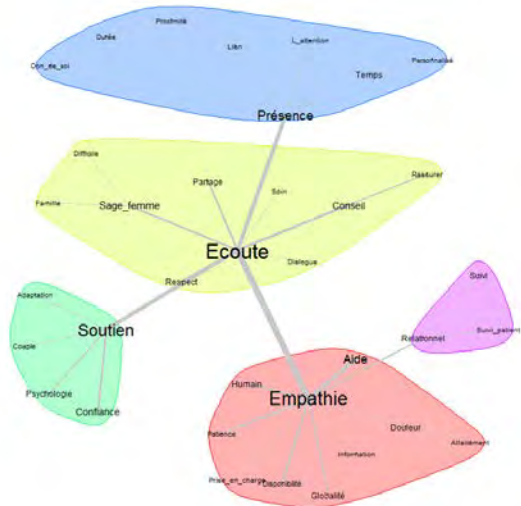 Proximité
Durée
Lien
L_attention
Personnalisé
Don_de_soi
Temps
Présence
Difficile
Partage
Soin
Rassurer
Famille
Sage_femme
Conseil
Ecoute
Dialogue
Respect
Suivi
Adaptation
Soutien
Relationnel
Suivi_patient
Couple
Aide
Humain
Psychologie
Empathie
Confiance
Patience
Douleur
Allaitement
Information
Prise_en_charge
Disponibilité
Globalité